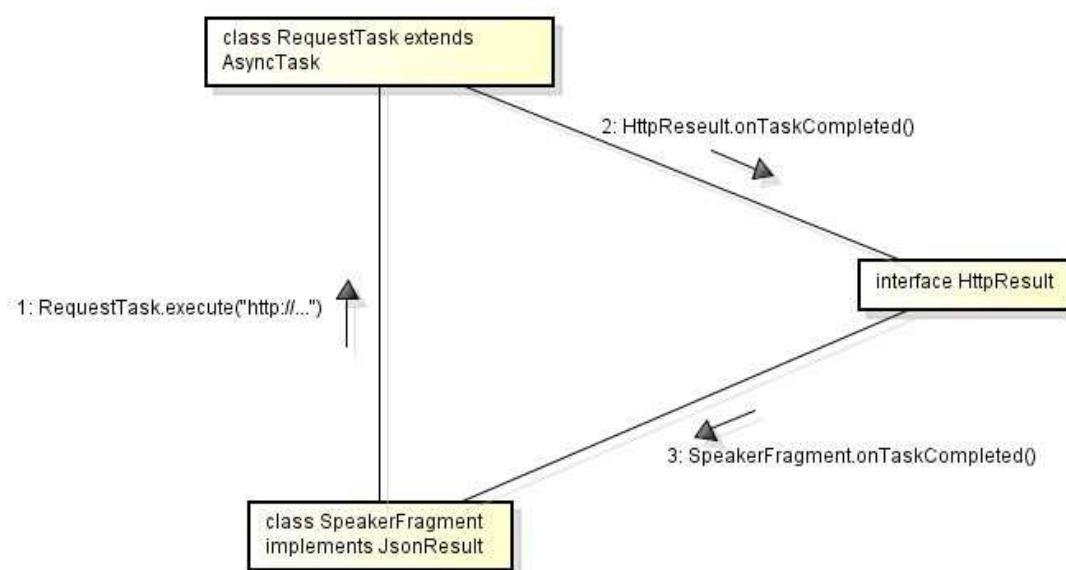 class RequestTask extends
AsyncTask
2: HttpReseult.onTaskCompleted()
interface HttpResult
1: RequestTask.execute("http://...")
3: SpeakerFragment.onTaskCompleted()
class SpeakerFragment
implements JsonResult